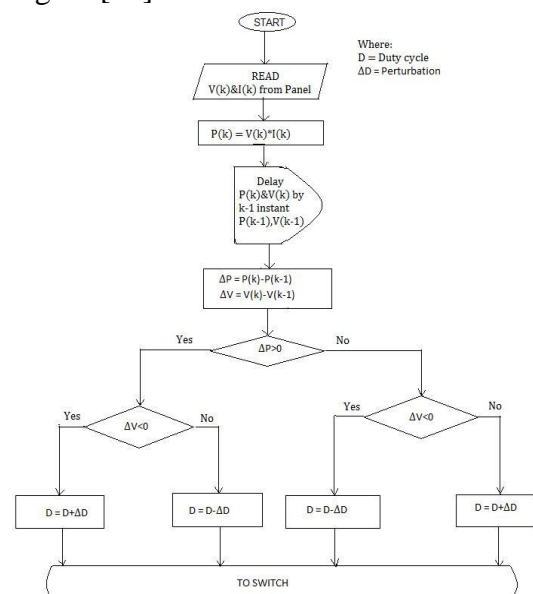 START
Where:
D = Duty cycle
ΔD = Perturbation
READ
V(k)&I(k) from Panel
P(k) = V(k)*I(k)
Delay
P(k)&V(k) by
k-1 instant
P(k-1),V(k-1)
ΔP = P(k)-P(k-1)
ΔV = V(k)-V(k-1)
Yes
ΔP>0
No
Yes
ΔV<0
No
Yes
ΔV<0
No
D = D+ΔD
D = D-ΔD
D = D-ΔD
D = D+ΔD
TO SWITCH